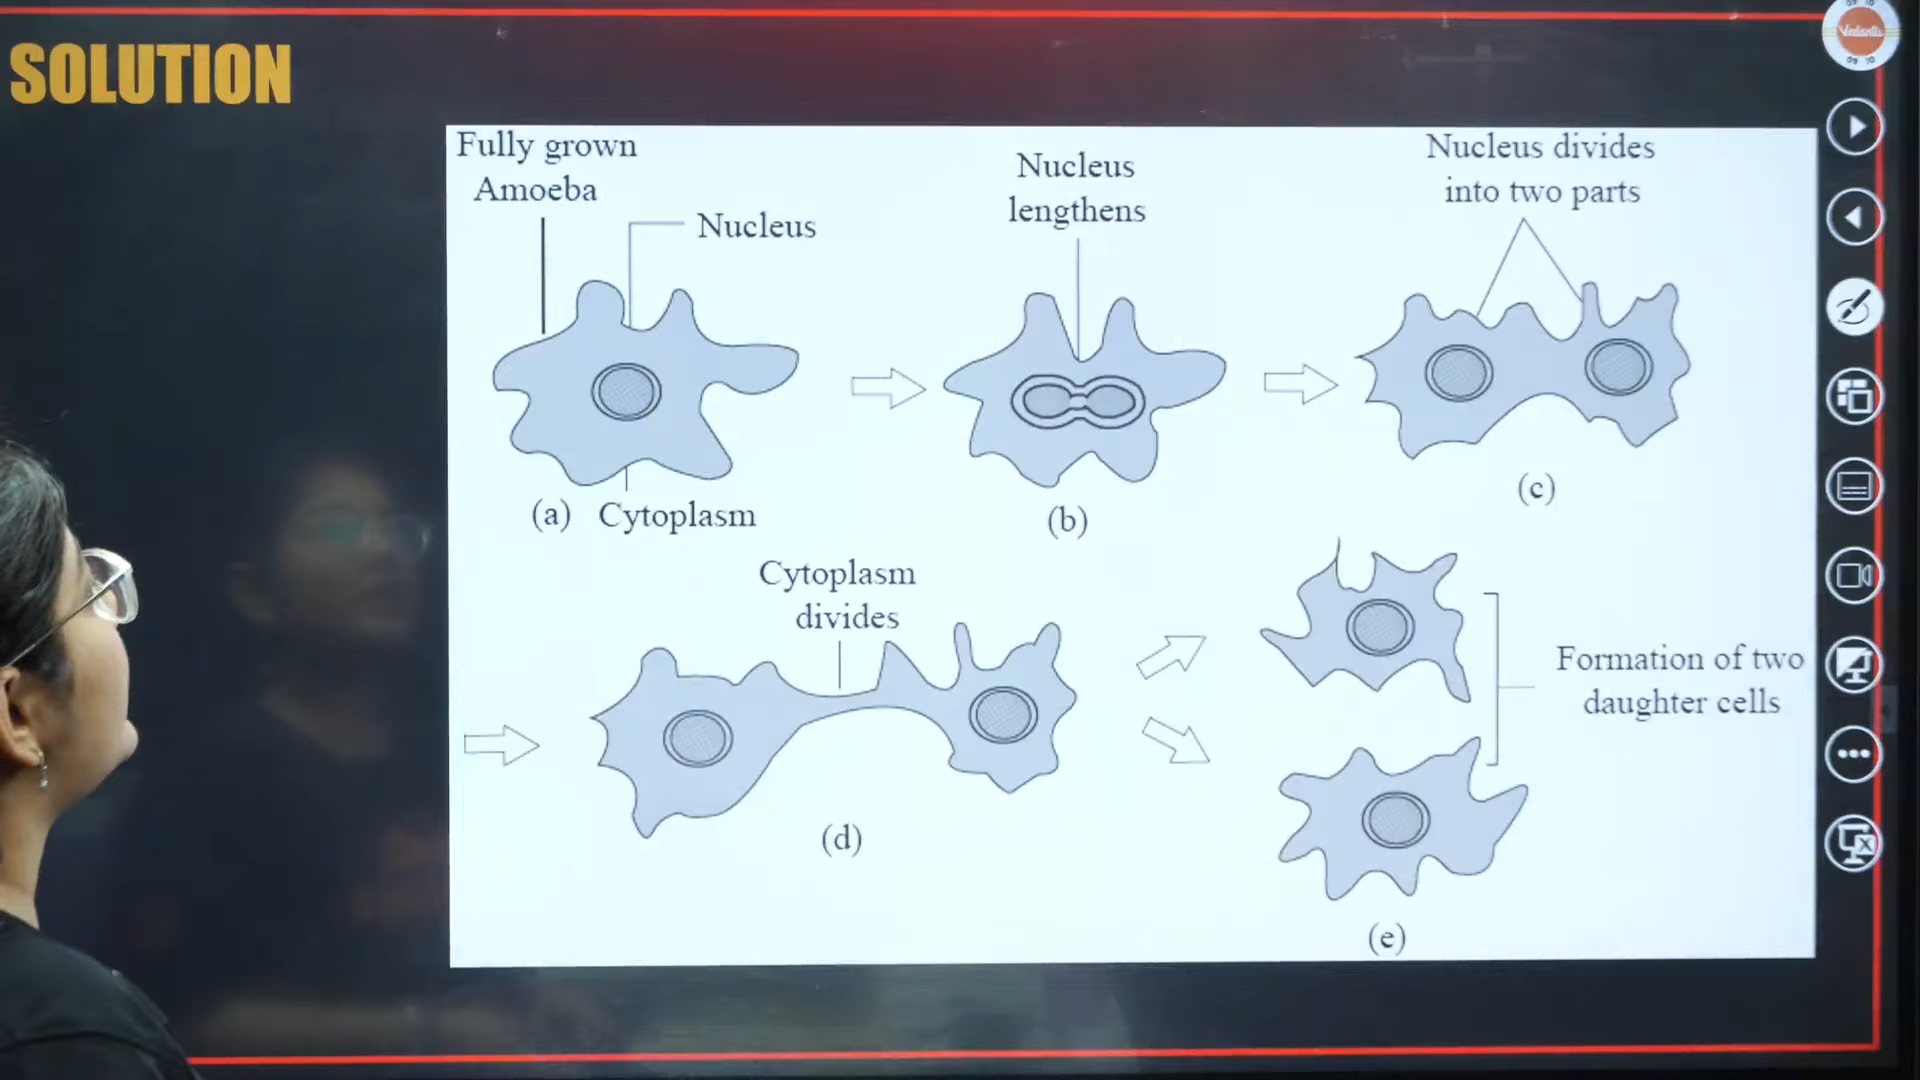 SOLUTION
Vedantu
Fully grown
Amoeba
Nucleus
Nucleus
lengthens
Nucleus divides
into two parts
(a) Cytoplasm
(b)
(c)
Cytoplasm
divides
Formation of two
daughter cells
(d)
(e)